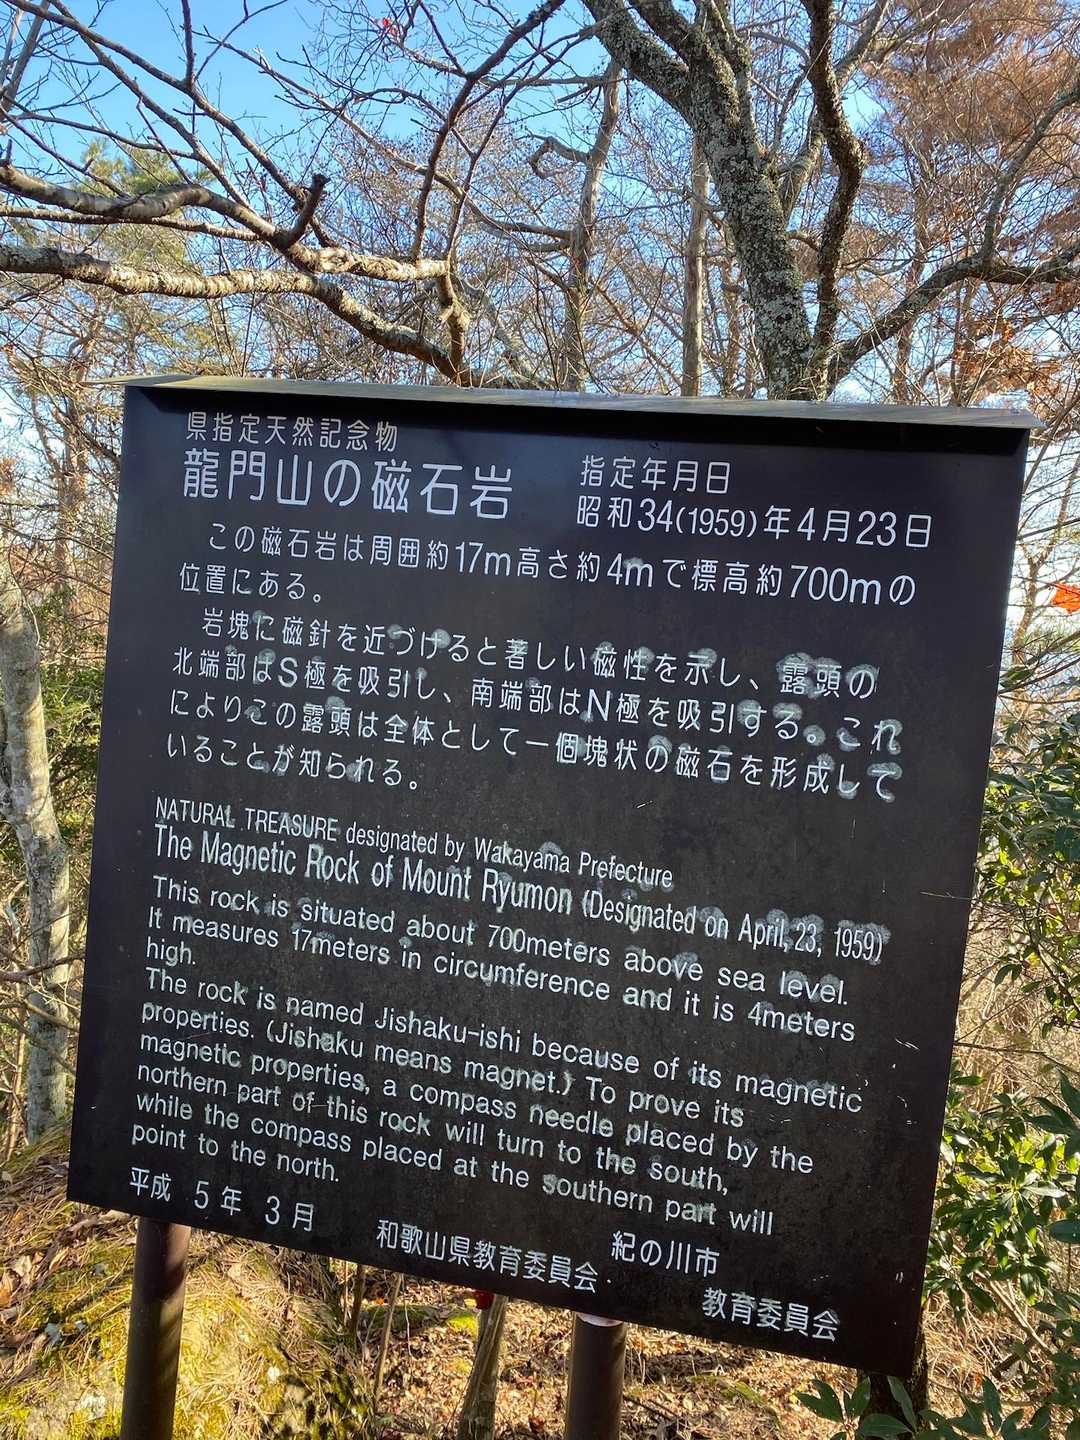 県指定天然記念物
龍門山の磁石岩
指定年月日
昭和34(1959)年4月23日
この磁石岩は周囲約17m高さ約4mで標高約700mの
位置にある。
岩塊に磁針を近づけると著しい磁性を示し、露頭の
北端部はS極を吸引し、南端部はN極を吸引する。これ
によりこの露頭は全体として一個塊状の磁石を形成して
いることが知られる。
NATURAL TREASURE designated by Wakayama Prefecture
The Magnetic Rock of Mount Ryumon (Designated on April, 23, 1959)
This rock is situated about 700meters above sea level.
It measures 17meters in circumference and it is 4meters
high.
The rock is named Jishaku-ishi because of its magnetic
properties. (Jishaku means magnet.) To prove its
magnetic properties, a compass needle placed by the
northern part of this rock will turn to the south,
while the compass placed at the southern part will
point to the north.
平成 5年 3月
和歌山県教育委員会
紀の川市
教育委員会